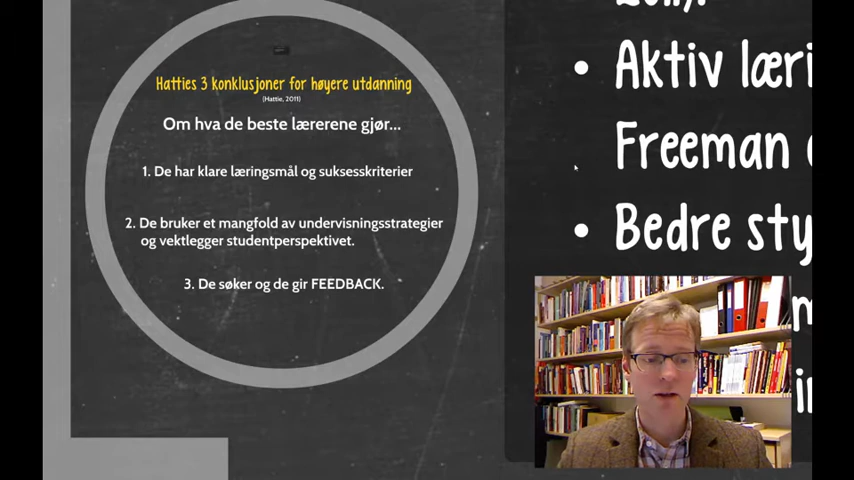 Hatties 3 konklusjoner for høyere utdanning
(Hattie, 2011)
Om hva de beste lærerene gjør...
1. De har klare læringsmål og suksesskriterier
2. De bruker et mangfold av undervisningsstrategier
og vektlegger studentperspektivet.
3. De søker og de gir FEEDBACK.
• Aktiv
Freeman
• Bedre